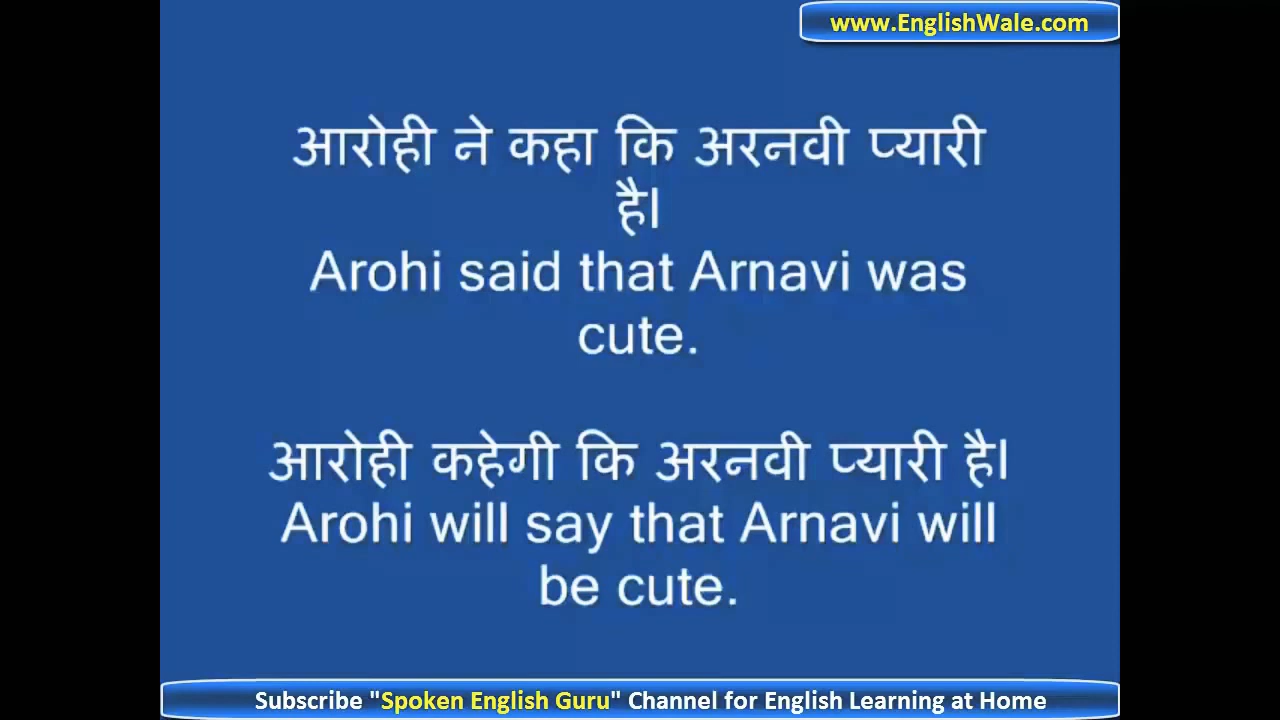 www.EnglishWale.com
आरोही ने कहा कि अरनवी प्यारी
है।
Arohi said that Arnavi was
cute.
आरोही कहेगी कि अरनवी प्यारी है।
Arohi will say that Arnavi will
be cute.
Subscribe "Spoken English Guru" Channel for English Learning at Home